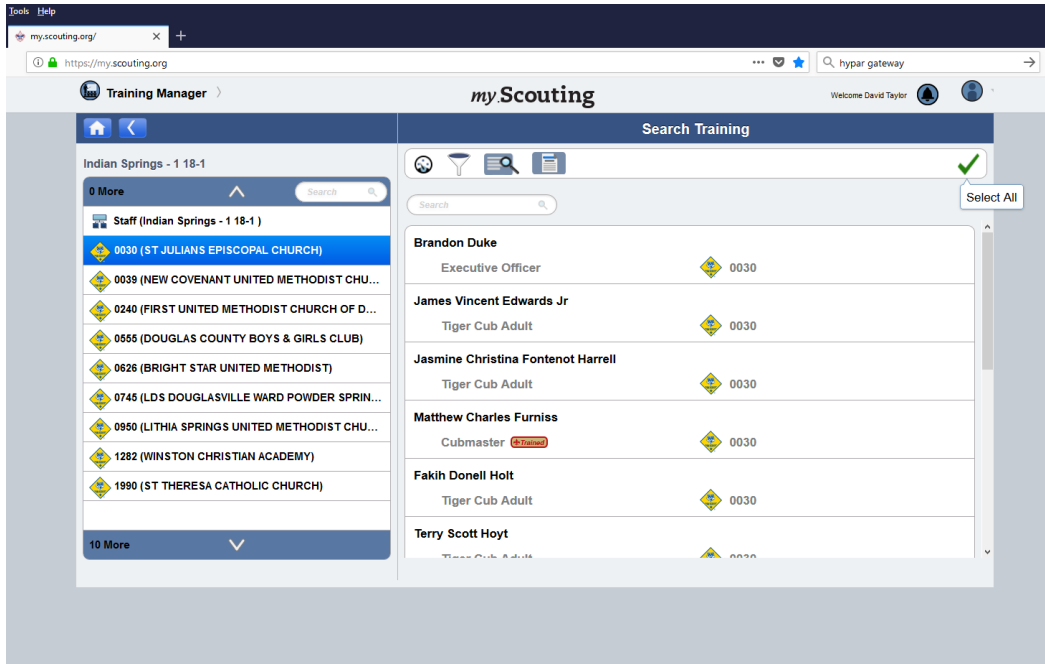 Tools Help
my.scouting.org/
https://my.scouting.org
hypar gateway
Training Manager
my.Scouting
Welcome David Taylor
Search Training
Indian Springs - 1 18-1
0 More
Search
Staff (Indian Springs - 1 18-1 )
0030 (ST JULIANS EPISCOPAL CHURCH)
0039 (NEW COVENANT UNITED METHODIST CHU...
0240 (FIRST UNITED METHODIST CHURCH OF D...
0555 (DOUGLAS COUNTY BOYS & GIRLS CLUB)
0626 (BRIGHT STAR UNITED METHODIST)
0745 (LDS DOUGLASVILLE WARD POWDER SPRIN...
0950 (LITHIA SPRINGS UNITED METHODIST CHU...
1282 (WINSTON CHRISTIAN ACADEMY)
1990 (ST THERESA CATHOLIC CHURCH)
10 More
Select All
Search
Brandon Duke
Executive Officer 0030
James Vincent Edwards Jr
Tiger Cub Adult 0030
Jasmine Christina Fontenot Harrell
Tiger Cub Adult 0030
Matthew Charles Furniss
Cubmaster +Trained 0030
Fakih Donell Holt
Tiger Cub Adult 0030
Terry Scott Hoyt
Tiger Cub Adult 0030